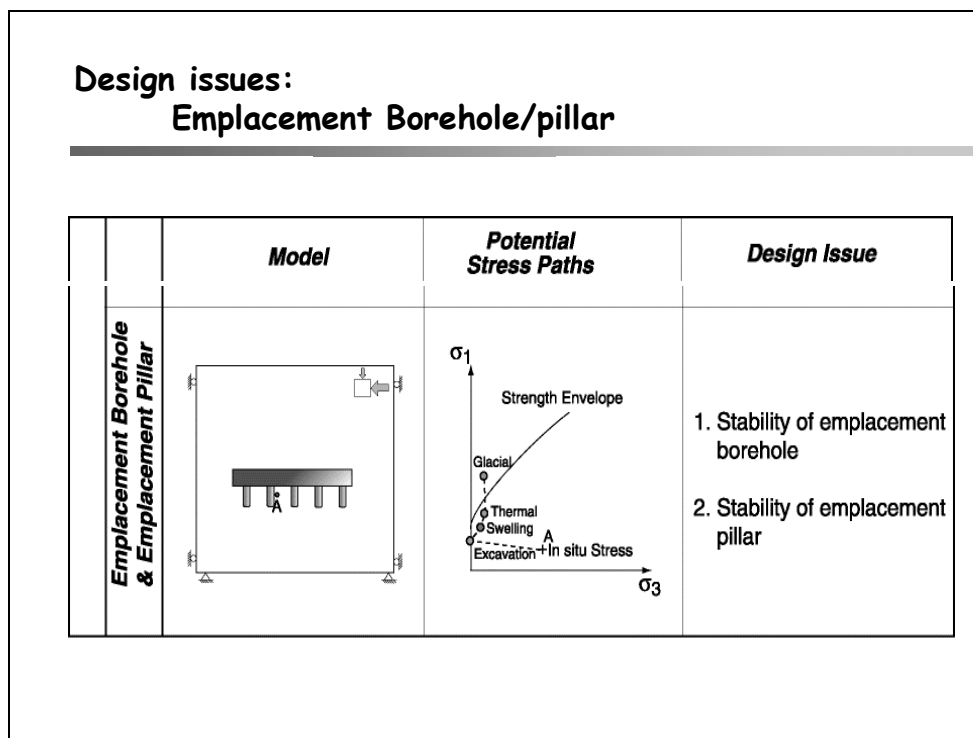 Design issues:
Emplacement Borehole/pillar
Model
Potential
Stress Paths
Design Issue
Emplacement Borehole
& Emplacement Pillar
A
σ1
Strength Envelope
Glacial
Thermal
Swelling
A
Excavation
In situ Stress
σ3
1. Stability of emplacement
borehole
2. Stability of emplacement
pillar